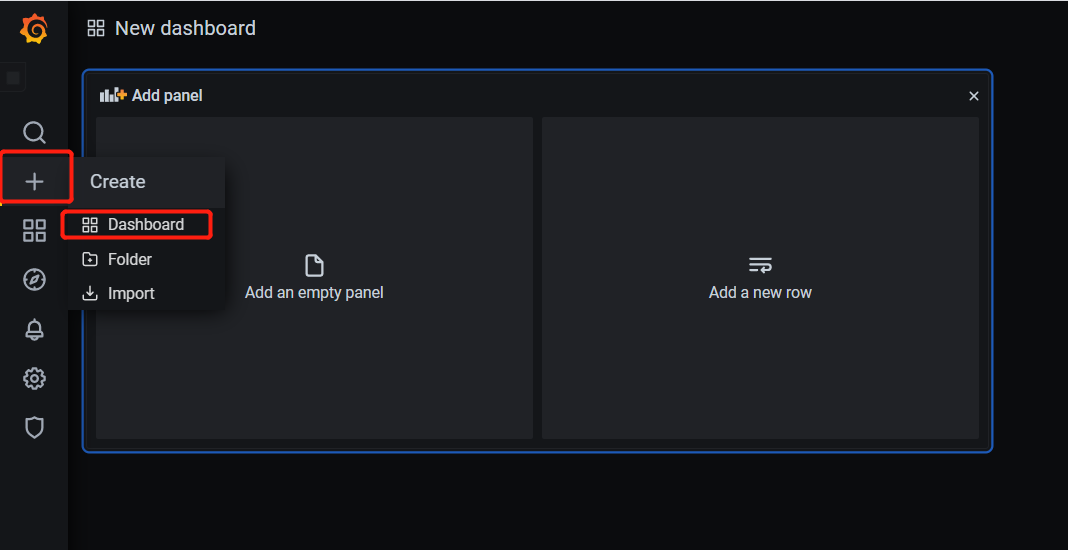 New dashboard
Add panel
Create
Dashboard
Folder
Import
Add an empty panel
Add a new row